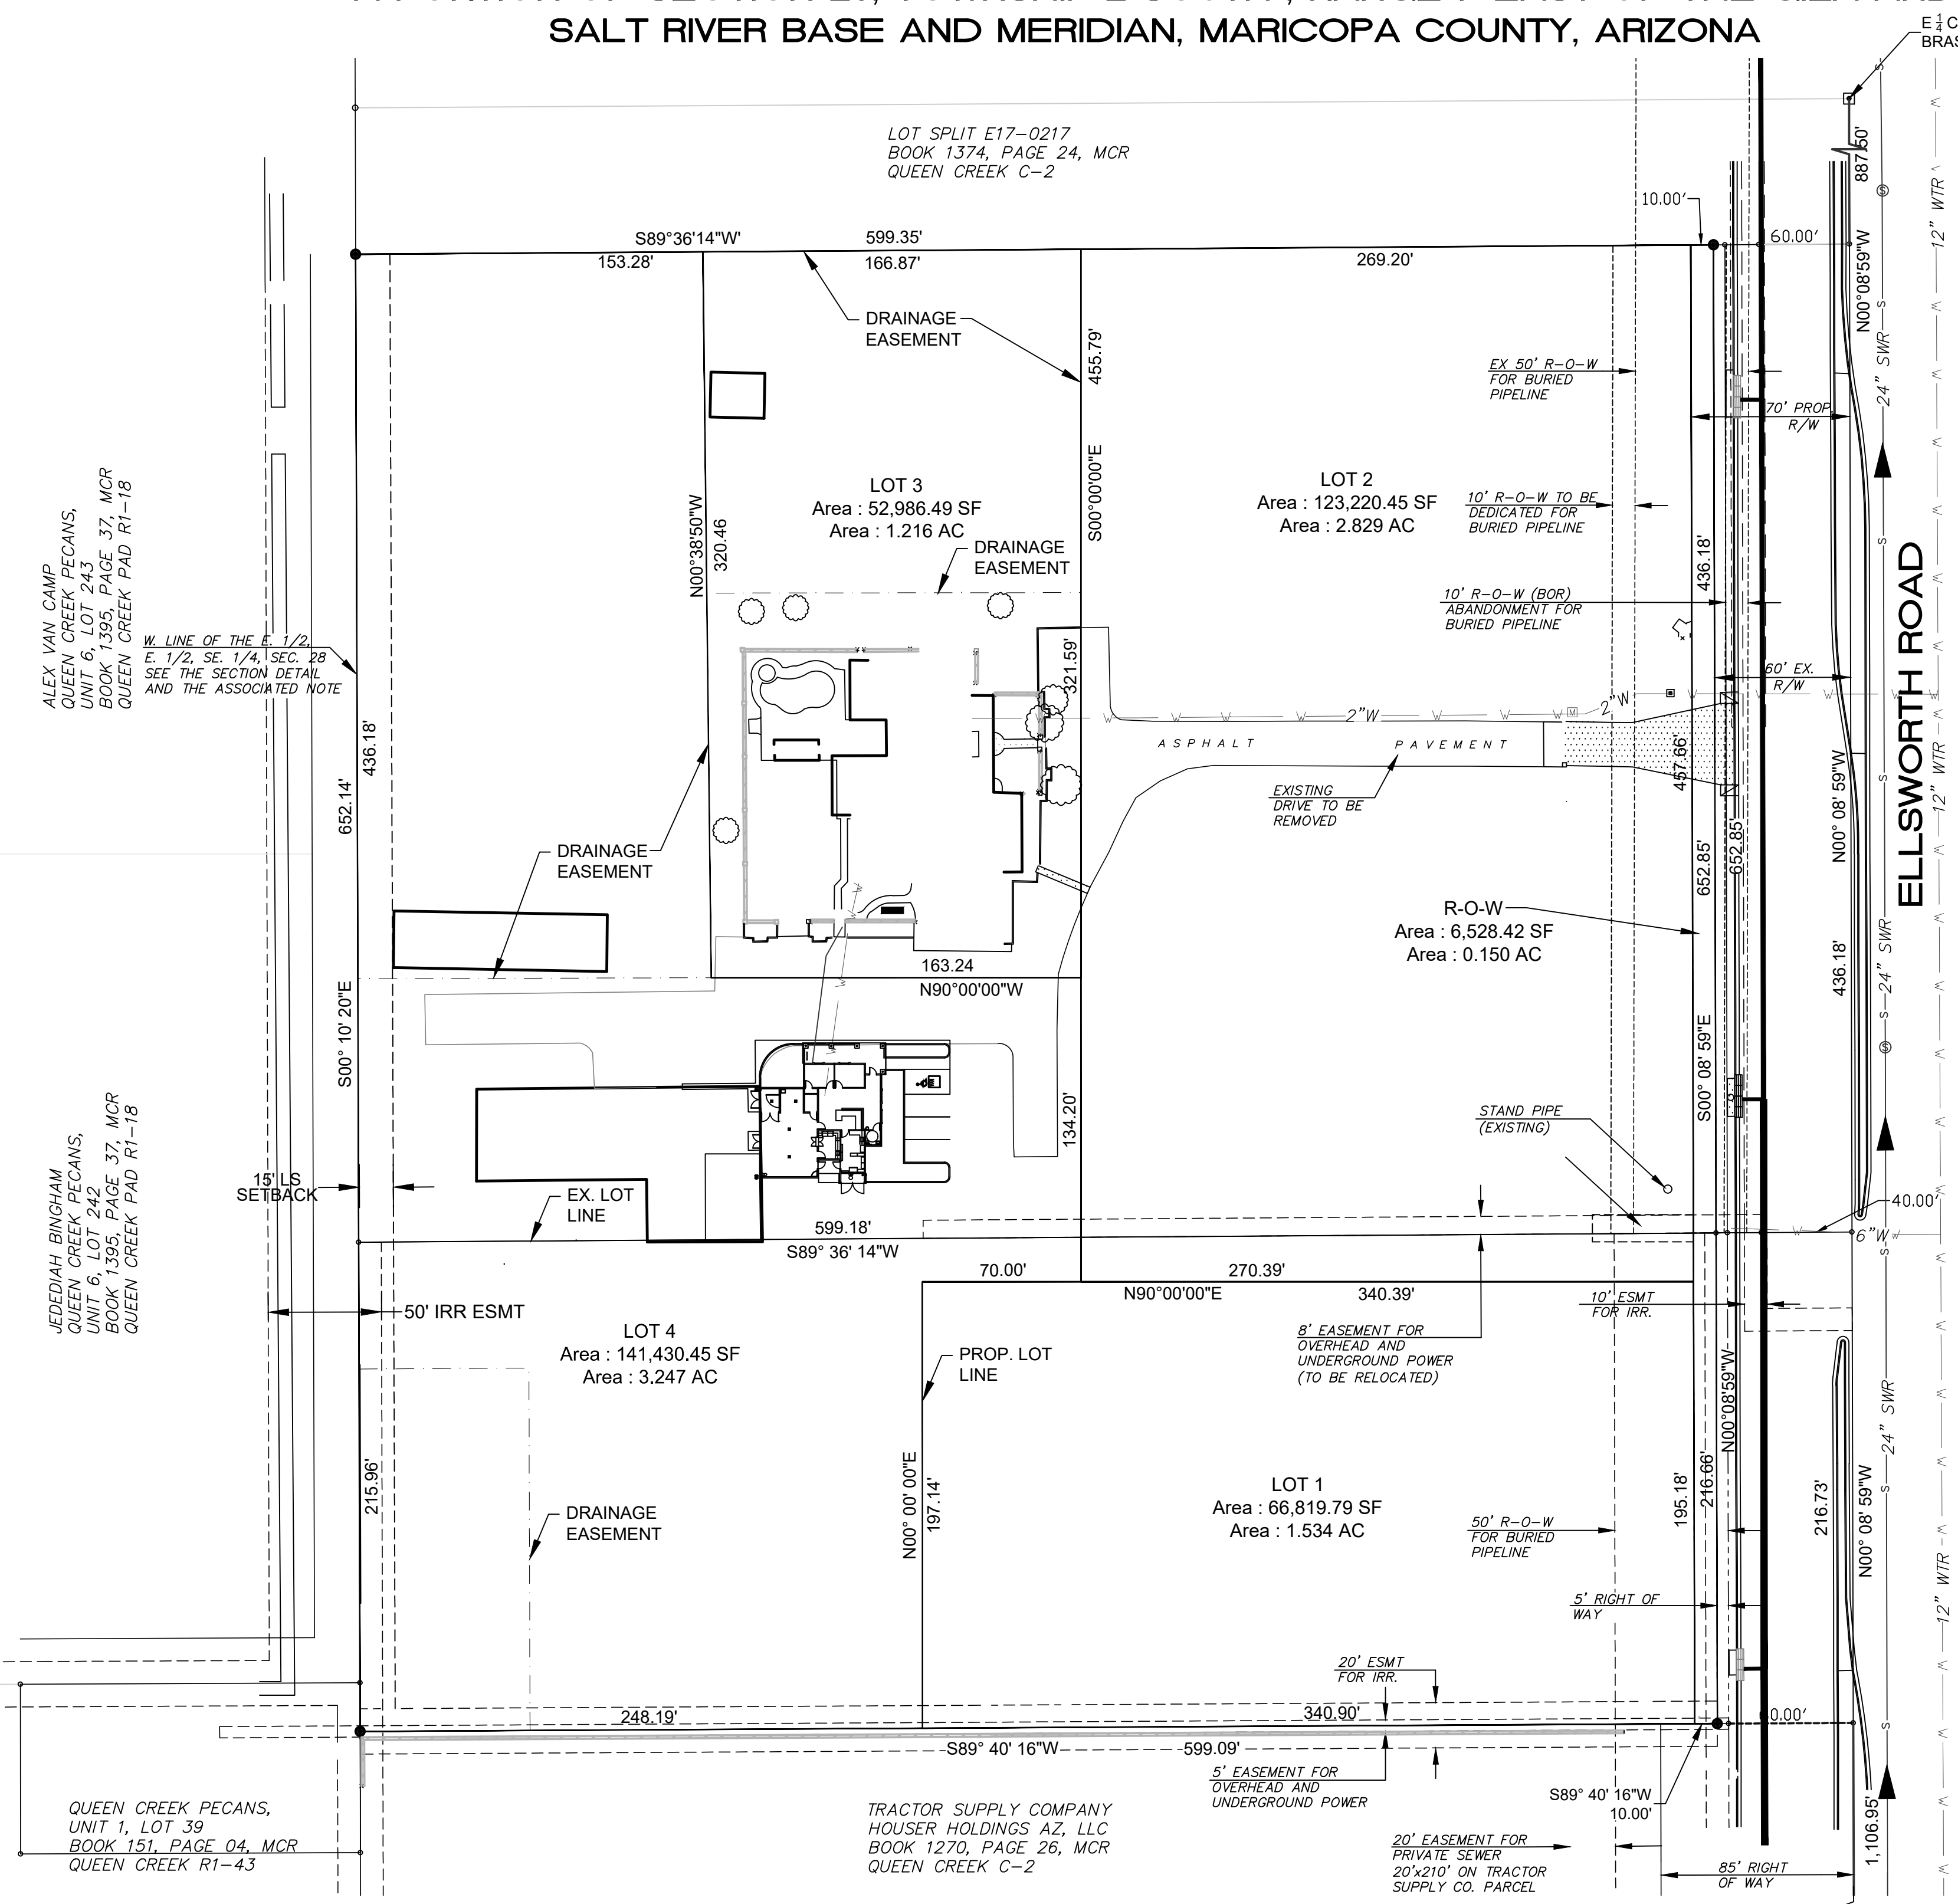 SALT RIVER BASE AND MERIDIAN, MARICOPA COUNTY, ARIZONA
LOT SPLIT E17-0217
BOOK 1374, PAGE 24, MCR
QUEEN CREEK C-2
887.50'
12" WTR
10.00'
60.00'
S89°36'14"W'
599.35'
153.28'
166.87'
269.20'
N00°08'59"W
24" SWR
DRAINAGE
EASEMENT
455.79'
S00°00'00"E
EX 50' R-O-W
FOR BURIED
PIPELINE
70' PROP
R/W
LOT 3
Area : 52,986.49 SF
Area : 1.216 AC
LOT 2
Area : 123,220.45 SF
Area : 2.829 AC
10' R-O-W TO BE
DEDICATED FOR
BURIED PIPELINE
N00°38'50"W
320.46
DRAINAGE
EASEMENT
436.18'
10' R-O-W (BOR)
ABANDONMENT FOR
BURIED PIPELINE
ELLSWORTH ROAD
ALEX VAN CAMP
QUEEN CREEK PECANS,
UNIT 6, LOT 243
BOOK 1395, PAGE 37, MCR
QUEEN CREEK PAD R1-18
W. LINE OF THE E. 1/2,
E. 1/2, SE. 1/4, SEC. 28
SEE THE SECTION DETAIL
AND THE ASSOCIATED NOTE
321.59'
60' EX.
R/W
2"W
2"W
ASPHALT PAVEMENT
436.18'
652.14'
457.66'
EXISTING
DRIVE TO BE
REMOVED
N00° 08' 59"W
12" WTR
652.85'
652.85'
DRAINAGE
EASEMENT
R-O-W
Area : 6,528.42 SF
Area : 0.150 AC
436.18'
24" SWR
163.24
N90°00'00"W
S00° 10' 20"E
S00° 08' 59"E
134.20'
STAND PIPE
(EXISTING)
JEDEDIAH BINGHAM
QUEEN CREEK PECANS,
UNIT 6, LOT 242
BOOK 1395, PAGE 37, MCR
QUEEN CREEK PAD R1-18
15' LS
SETBACK
EX. LOT
LINE
40.00'
6"W
599.18'
S89° 36' 14"W
70.00'
270.39'
N90°00'00"E
340.39'
50' IRR ESMT
10' ESMT
FOR IRR.
LOT 4
Area : 141,430.45 SF
Area : 3.247 AC
PROP. LOT
LINE
8' EASEMENT FOR
OVERHEAD AND
UNDERGROUND POWER
(TO BE RELOCATED)
N00°08'59"W
24" SWR
215.96'
N00° 00' 00"E
197.14'
LOT 1
Area : 66,819.79 SF
Area : 1.534 AC
195.18'
216.66'
216.73'
N00° 08' 59"W
DRAINAGE
EASEMENT
50' R-O-W
FOR BURIED
PIPELINE
12" WTR
5' RIGHT OF
WAY
20' ESMT
FOR IRR.
248.19'
340.90'
S89° 40' 16"W
599.09'
5' EASEMENT FOR
OVERHEAD AND
UNDERGROUND POWER
S89° 40' 16"W
10.00'
QUEEN CREEK PECANS,
UNIT 1, LOT 39
BOOK 151, PAGE 04, MCR
QUEEN CREEK R1-43
TRACTOR SUPPLY COMPANY
HOUSER HOLDINGS AZ, LLC
BOOK 1270, PAGE 26, MCR
QUEEN CREEK C-2
20' EASEMENT FOR
PRIVATE SEWER
20'x210' ON TRACTOR
SUPPLY CO. PARCEL
85' RIGHT
OF WAY
1,106.95'